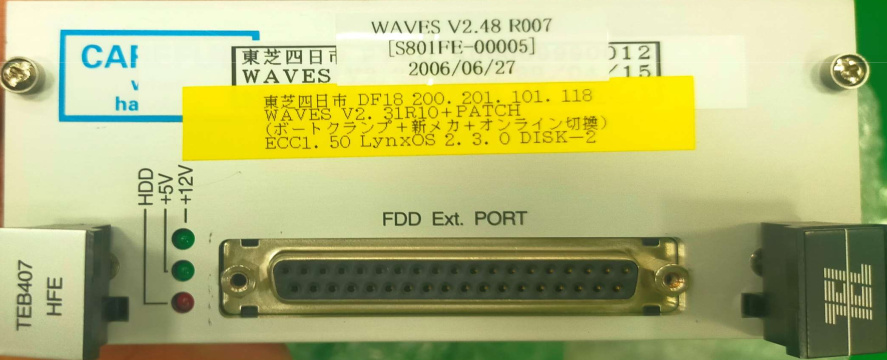 WAVES V2.48 R007
[S801FE-00005]
2006/06/27
CAR
ha
東芝四日市
012
WAVES
/15
東芝四日市 DF18 200. 201. 101. 118
WAVES V2. 31R10+PATCH
(ボートクランプ+新メカ+オンライン切換)
ECC1. 50 LynxOS 2. 3. 0 DISK-2
HDD
+5V
+12V
FDD Ext. PORT
TEB407
HFE